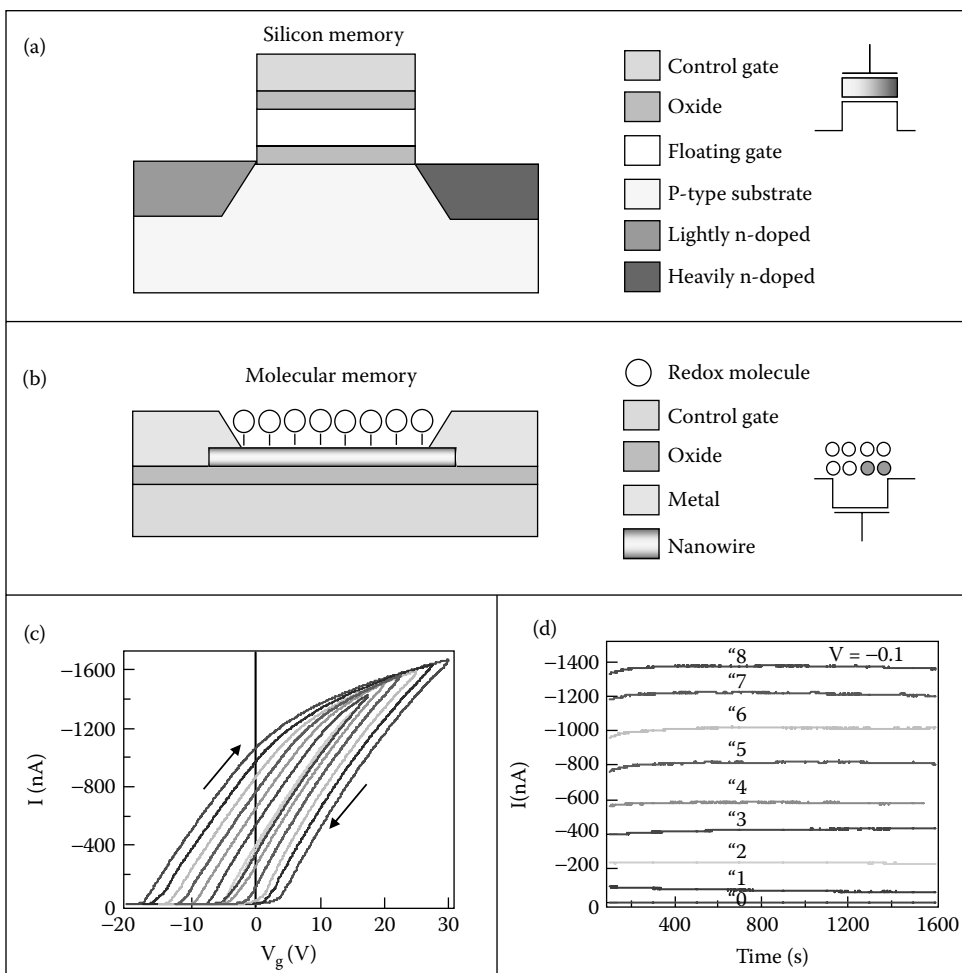 (a)
Silicon memory
Control gate
Oxide
Floating gate
P-type substrate
Lightly n-doped
Heavily n-doped
(b)
Molecular memory
Redox molecule
Control gate
Oxide
Metal
Nanowire
(c)
−1600
−1200
−800
−400
0
I (nA)
−20
−10
0
10
20
30
Vg (V)
(d)
−1400
−1200
−1000
−800
−600
−400
−200
0
I(nA)
“8
V = −0.1
“7
“6
“5
“4
“3
“2
“1
“0
400
800
1200
1600
Time (s)